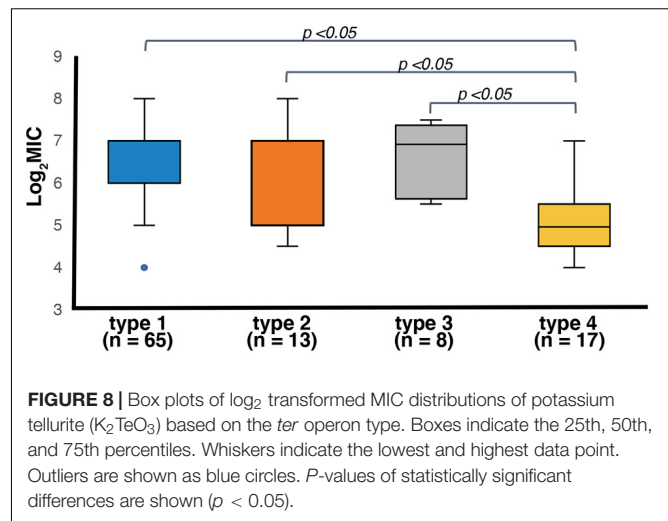 p <0.05
p <0.05
p <0.05
9
8
7
6
5
4
3
Log₂MIC
type 1 type 2 type 3 type 4
(n = 65) (n = 13) (n = 8) (n = 17)
FIGURE 8 | Box plots of log₂ transformed MIC distributions of potassium
tellurite (K₂TeO₃) based on the ter operon type. Boxes indicate the 25th, 50th,
and 75th percentiles. Whiskers indicate the lowest and highest data point.
Outliers are shown as blue circles. P-values of statistically significant
differences are shown (p < 0.05).